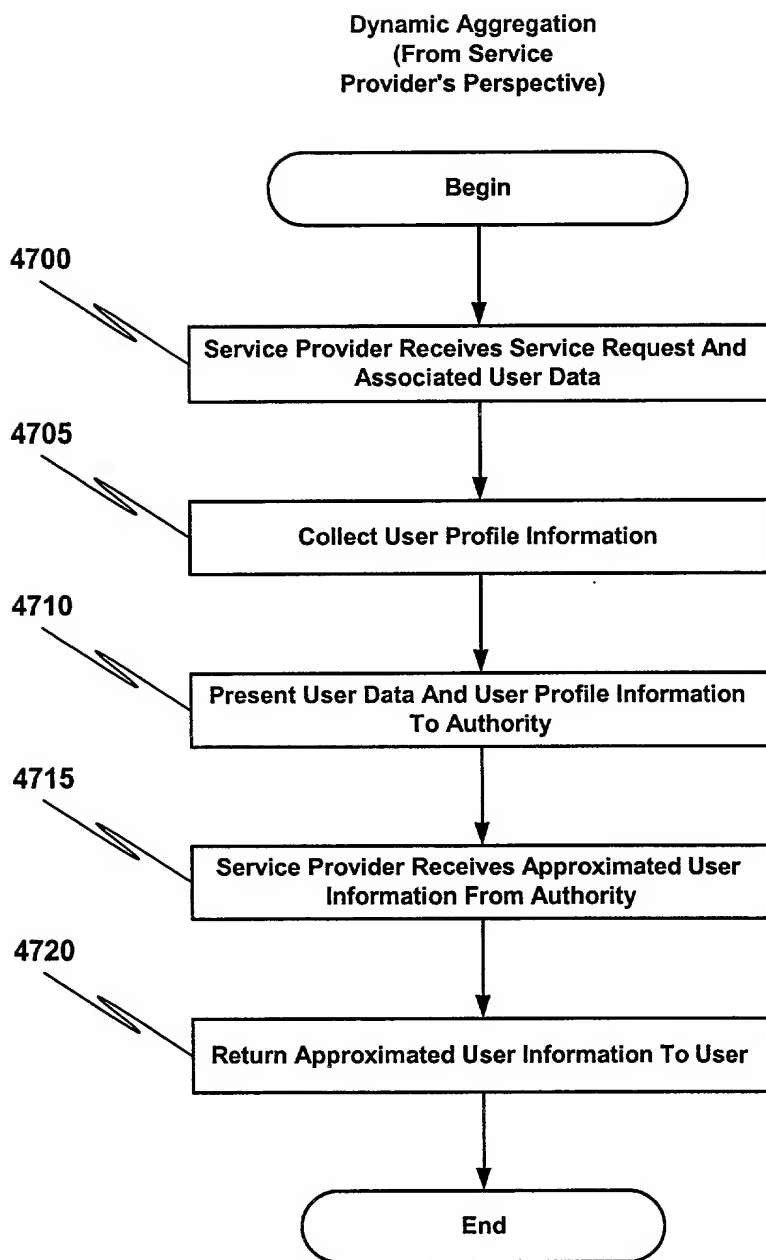 Dynamic Aggregation
(From Service
Provider's Perspective)
Begin
4700
Service Provider Receives Service Request And
Associated User Data
4705
Collect User Profile Information
4710
Present User Data And User Profile Information
To Authority
4715
Service Provider Receives Approximated User
Information From Authority
4720
Return Approximated User Information To User
End